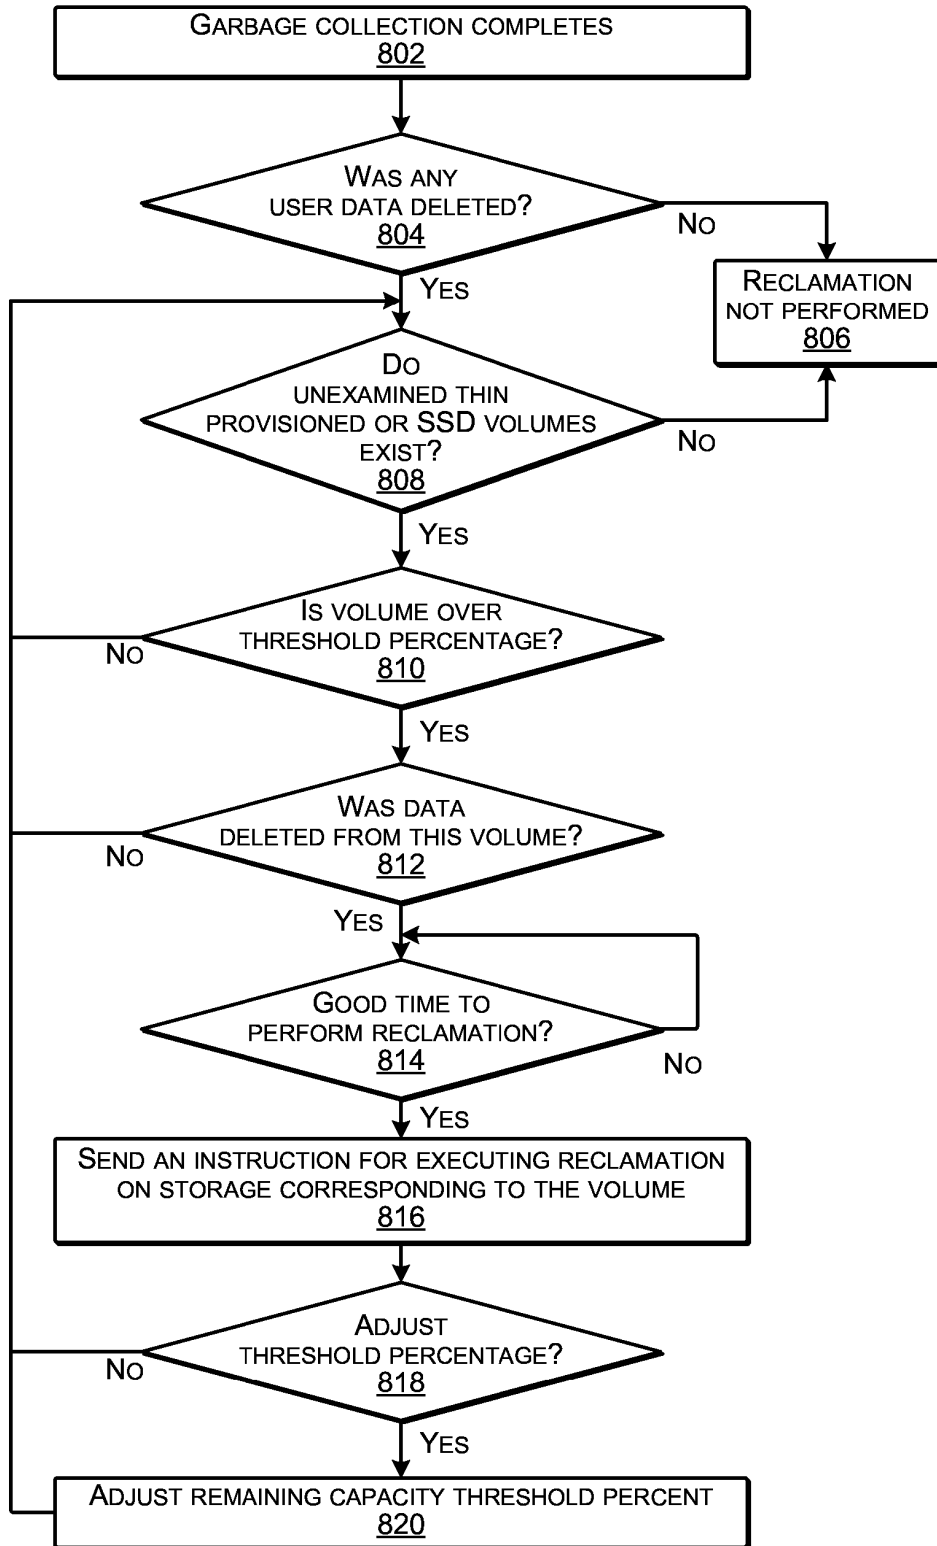 GARBAGE COLLECTION COMPLETES
802
WAS ANY
USER DATA DELETED?
804
NO
YES
RECLAMATION
NOT PERFORMED
806
DO
UNEXAMINED THIN
PROVISIONED OR SSD VOLUMES
EXIST?
808
NO
YES
IS VOLUME OVER
THRESHOLD PERCENTAGE?
810
NO
YES
WAS DATA
DELETED FROM THIS VOLUME?
812
NO
YES
GOOD TIME TO
PERFORM RECLAMATION?
814
NO
YES
SEND AN INSTRUCTION FOR EXECUTING RECLAMATION
ON STORAGE CORRESPONDING TO THE VOLUME
816
ADJUST
THRESHOLD PERCENTAGE?
818
NO
YES
ADJUST REMAINING CAPACITY THRESHOLD PERCENT
820